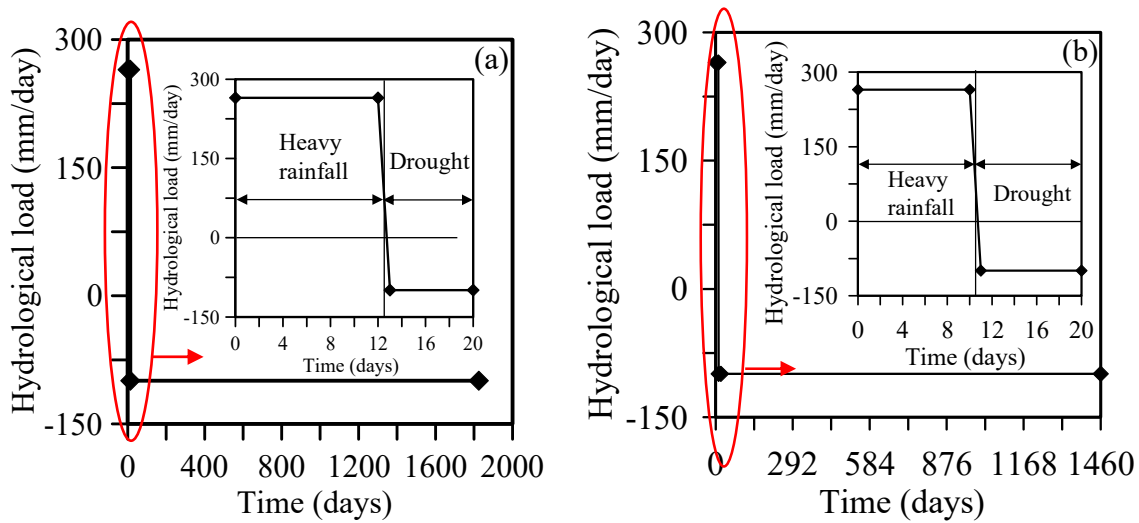 (a)
Hydrological load (mm/day)
300
150
0
-150
0 400 800 1200 1600 2000
Time (days)
Hydrological load (mm/day)
300
150
0
-150
Heavy
rainfall
Drought
0 4 8 12 16 20
Time (days)
(b)
Hydrological load (mm/day)
300
150
0
-150
0 292 584 876 1168 1460
Time (days)
Hydrological load (mm/day)
300
150
0
-150
Heavy
rainfall
Drought
0 4 8 12 16 20
Time (days)